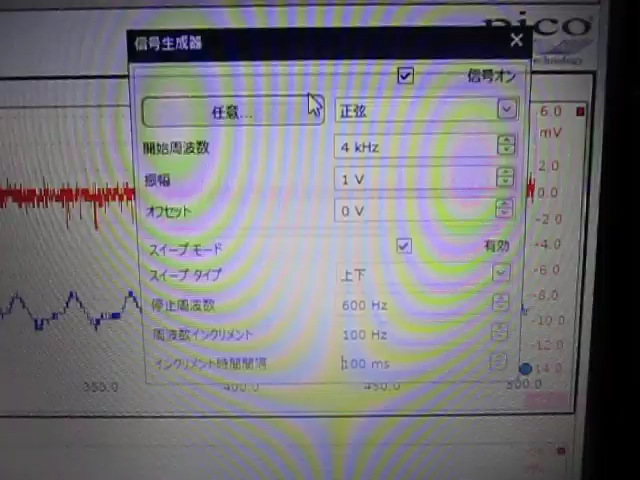 pico
Technology
信号生成器
信号オン
任意...
正弦
開始周波数
4 kHz
振幅
1 V
オフセット
0 V
スイープ モード
有効
スイープ タイプ
上下
停止周波数
600 Hz
周波数インクリメント
100 Hz
インクリメント時間間隔
100 ms
6.0
mV
2.0
0.0
-2.0
-4.0
-6.0
-8.0
-10.0
-12.0
-14.0
350.0
400.0
450.0
500.0